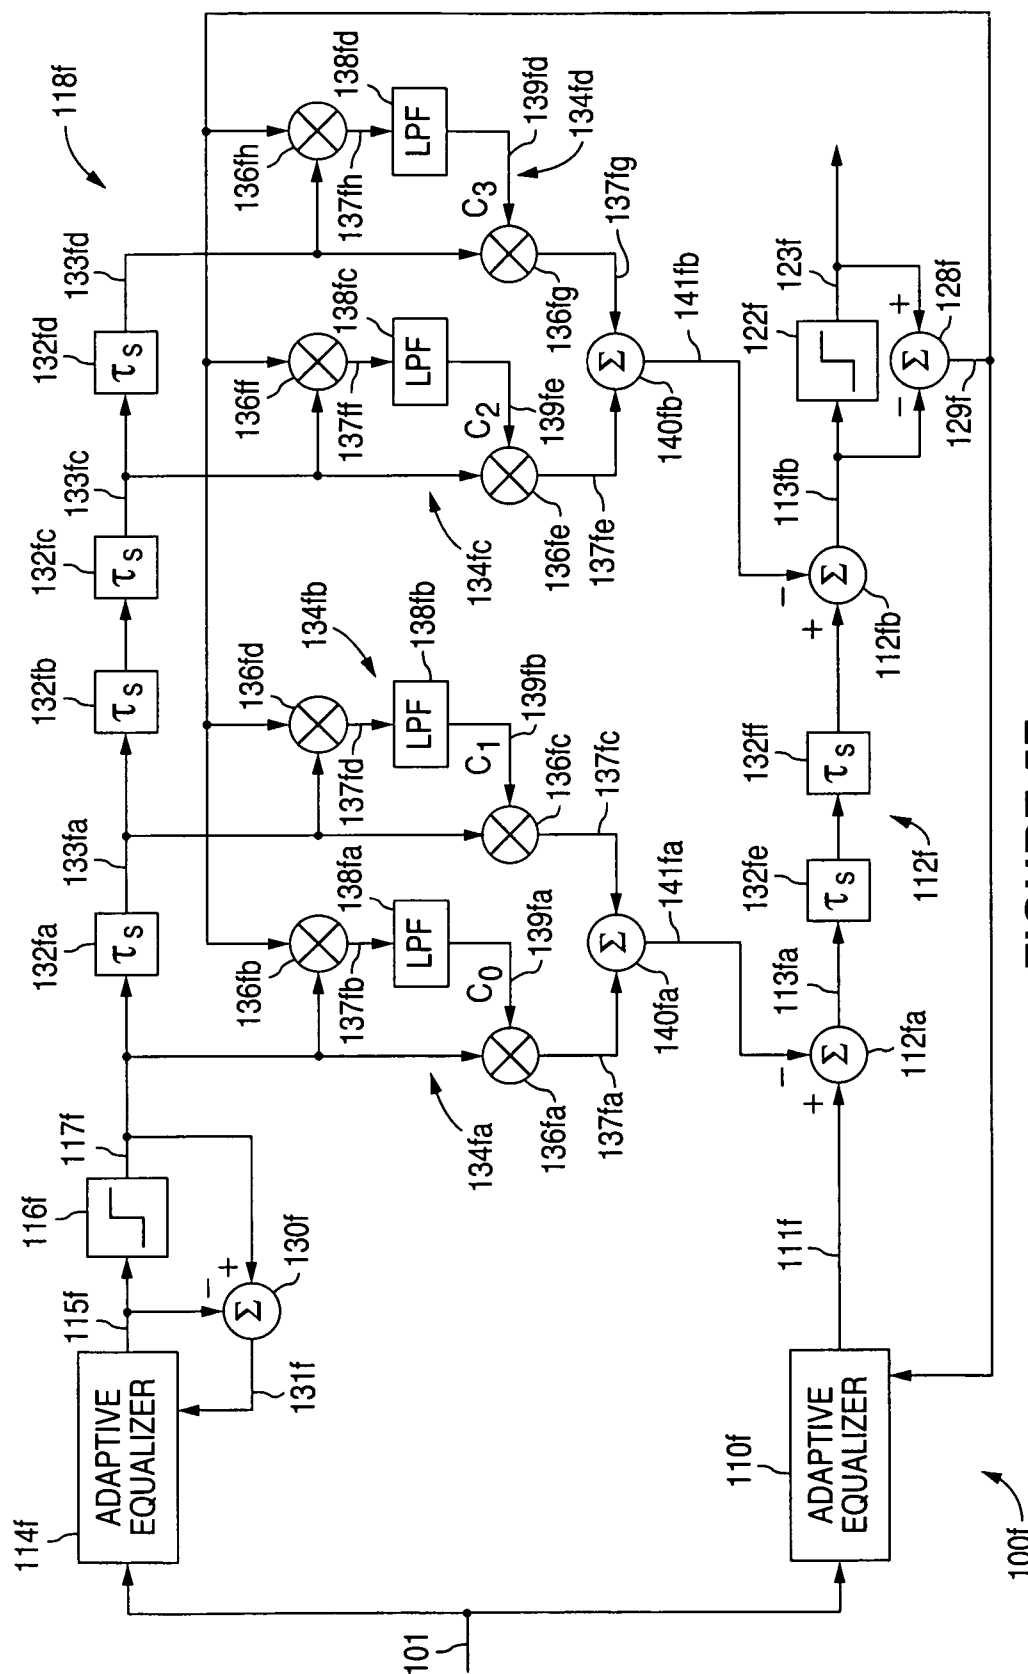 118f
136fh
137fh
138fd
LPF
139fd
134fd
C3
133fd
132fd
τs
136fg
137fg
136ff
137ff
138fc
LPF
C2
139fe
133fc
132fc
τs
134fc
136fe
137fe
Σ
140fb
141fb
132fb
τs
134fb
136fd
137fd
138fb
LPF
C1
139fb
136fc
137fc
133fa
132fa
τs
136fb
137fb
138fa
LPF
C0
139fa
134fa
136fa
137fa
Σ
140fa
141fa
117f
116f
115f
+
−
Σ
130f
131f
114f
ADAPTIVE
EQUALIZER
101
110f
ADAPTIVE
EQUALIZER
100f
111f
+
−
Σ
112fa
113fa
132fe
τs
132ff
τs
112f
+
−
Σ
112fb
113fb
122f
123f
+
−
Σ
128f
129f